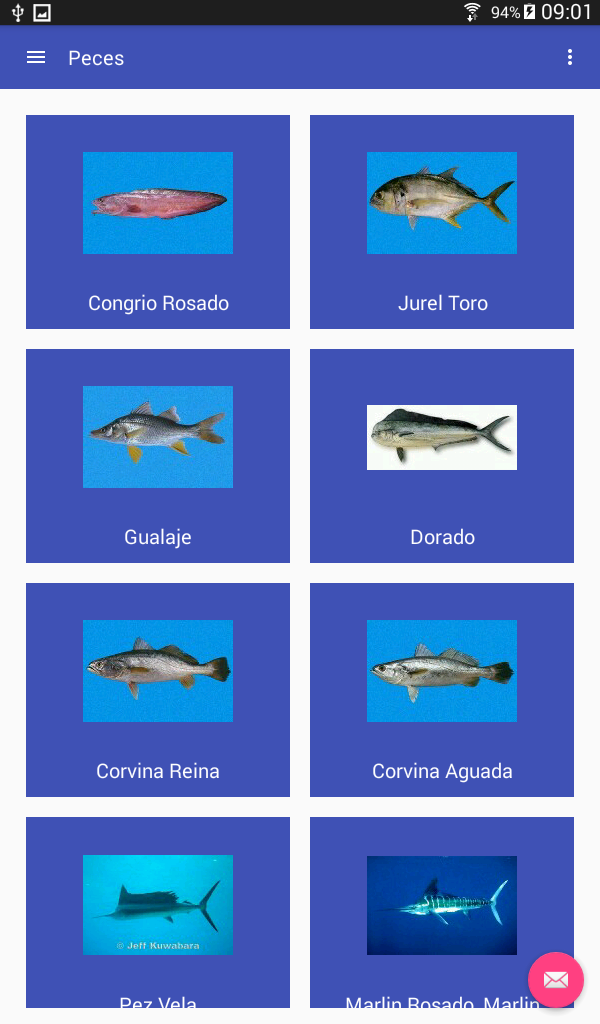 94% 09:01
Peces
Congrio Rosado
Jurel Toro
Gualaje
Dorado
Corvina Reina
Corvina Aguada
© Jeff Kuwabara
Pez Vela
Marlin Rosado, Marlin